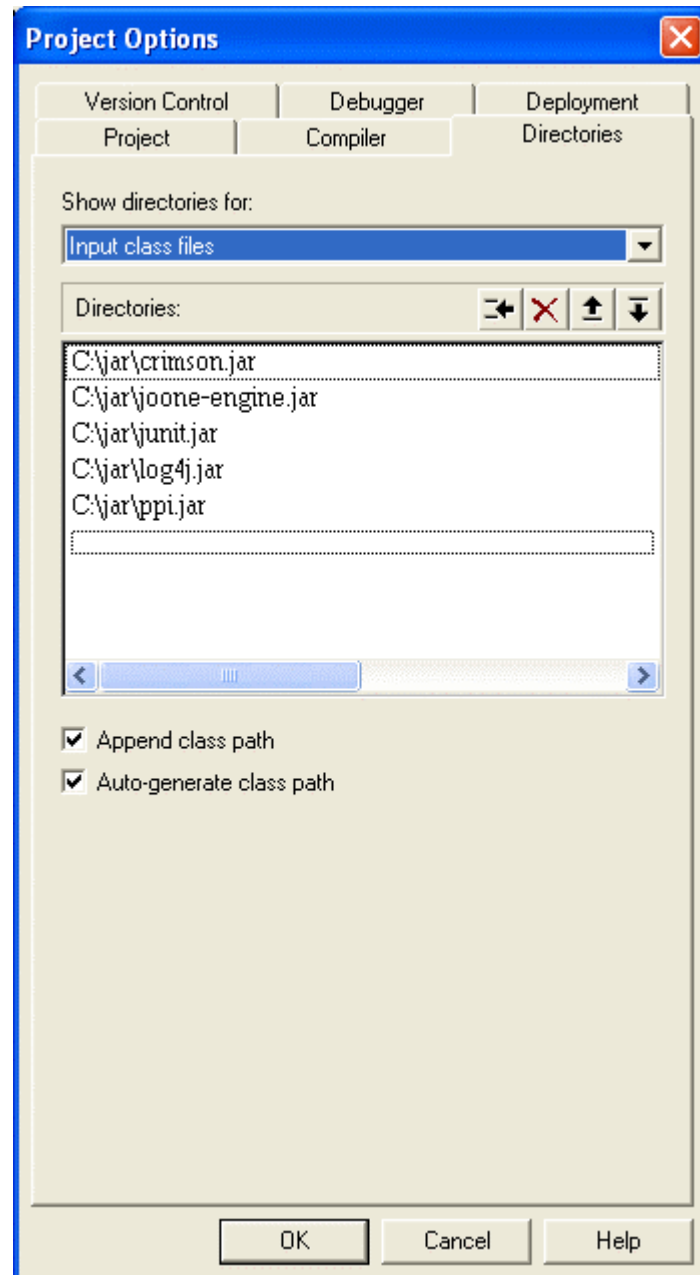 Project Options
Version Control Debugger Deployment
Project Compiler Directories
Show directories for:
Input class files
Directories:
C:\jar\crimson.jar
C:\jar\joone-engine.jar
C:\jar\junit.jar
C:\jar\log4j.jar
C:\jar\ppi.jar
Append class path
Auto-generate class path
OK Cancel Help